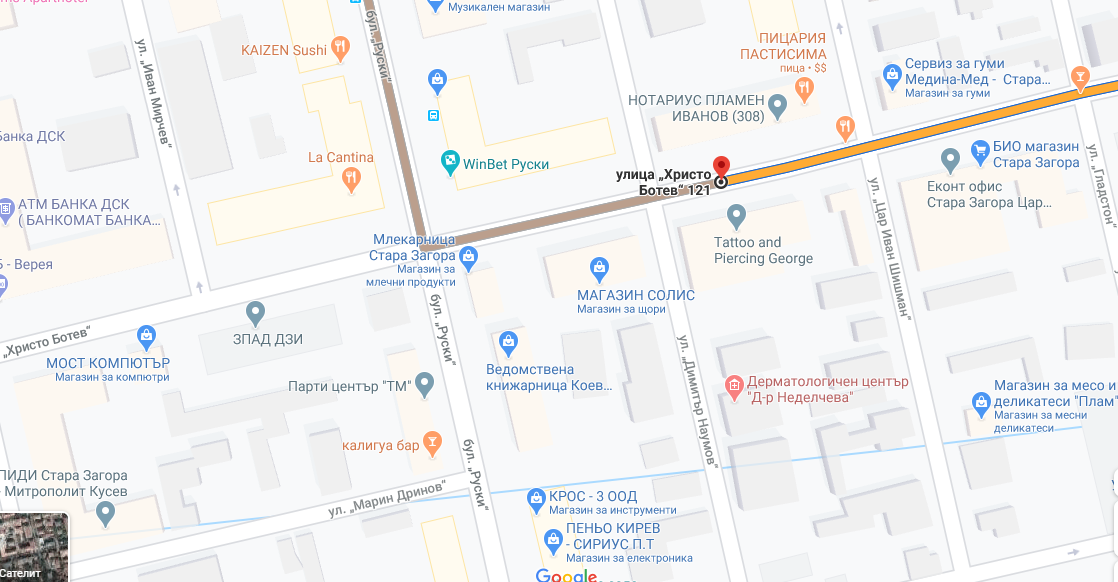 Музикален магазин
KAIZEN Sushi
бул. „Руски“
ул. „Иван Мирчев“
ПИЦАРИЯ
ПАСТИСИМА
пица • $$
Сервиз за гуми
Медина-Мед - Стара...
Магазин за гуми
НОТАРИУС ПЛАМЕН
ИВАНОВ (308)
Банка ДСК
La Cantina
WinBet Руски
улица „Христо
Ботев“ 121
БИО магазин
Стара Загора
Еконт офис
Стара Загора Цар...
ул. „Гладстон“
ул. „Цар Иван Шишман“
АТМ БАНКА ДСК
( БАНКОМАТ БАНКА...
Млекарница
Стара Загора
Магазин за
млечни продукти
Tattoo and
Piercing George
Б - Верея
МАГАЗИН СОЛИС
Магазин за щори
бул. „Руски“
ЗПАД ДЗИ
„Христо Ботев“
МОСТ КОМПЮТЪР
Магазин за компютри
Ведомствена
книжарница Коев...
ул. „Димитър Наумов“
Парти център "ТМ"
Дерматологичен център
"Д-р Неделчева"
Магазин за месо и
деликатеси "Плам"
Магазин за месни
деликатеси
калигуа бар
бул. „Руски“
ПИДИ Стара Загора
Митрополит Кусев
ул. „Марин Дринов“
КРОС - 3 ООД
Магазин за инструменти
ПЕНЬО КИРЕВ
- СИРИУС П.Т
Магазин за електроника
Сателит
Google